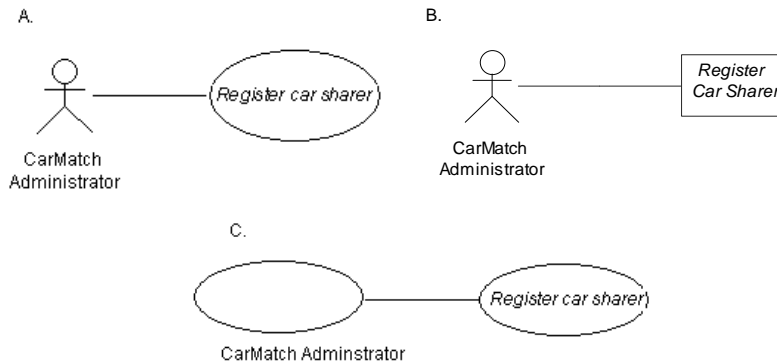 A.
Register car sharer
CarMatch
Administrator
B.
Register
Car Sharer
CarMatch
Administrator
C.
Register car sharer
CarMatch Adminstrator